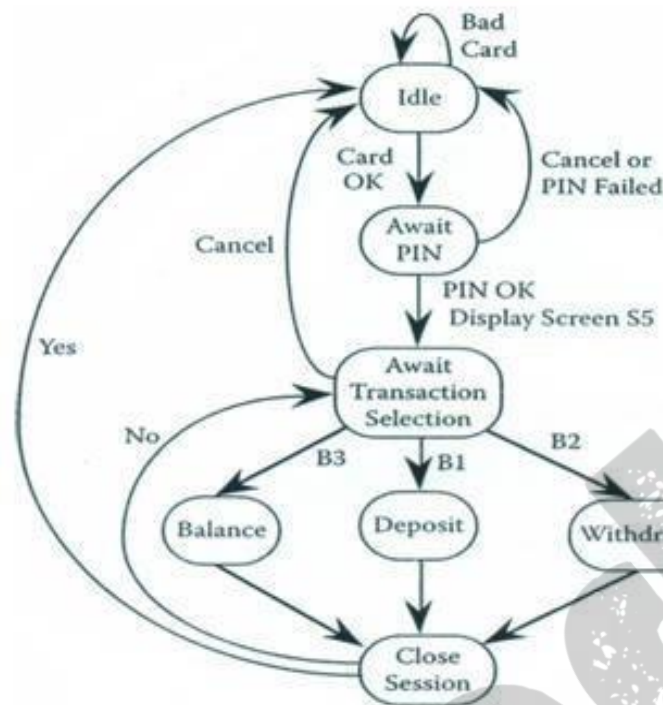 Bad
Card
Idle
Card
OK
Cancel or
PIN Failed
Await
PIN
Cancel
PIN OK
Display Screen S5
Yes
Await
Transaction
Selection
No
B3
B1
B2
Balance
Deposit
Withdr
Close
Session